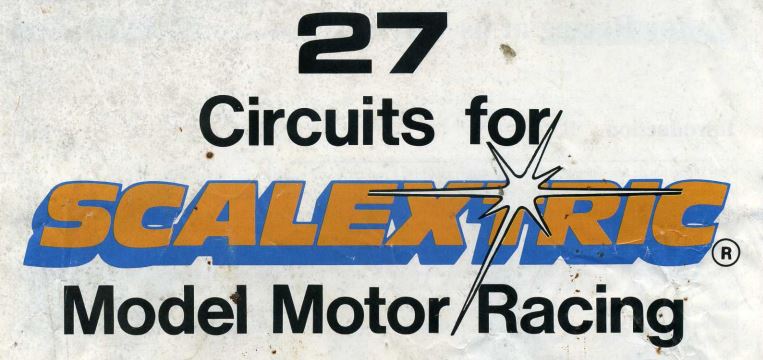 27
Circuits for
SCALEXTRIC®
Model Motor Racing